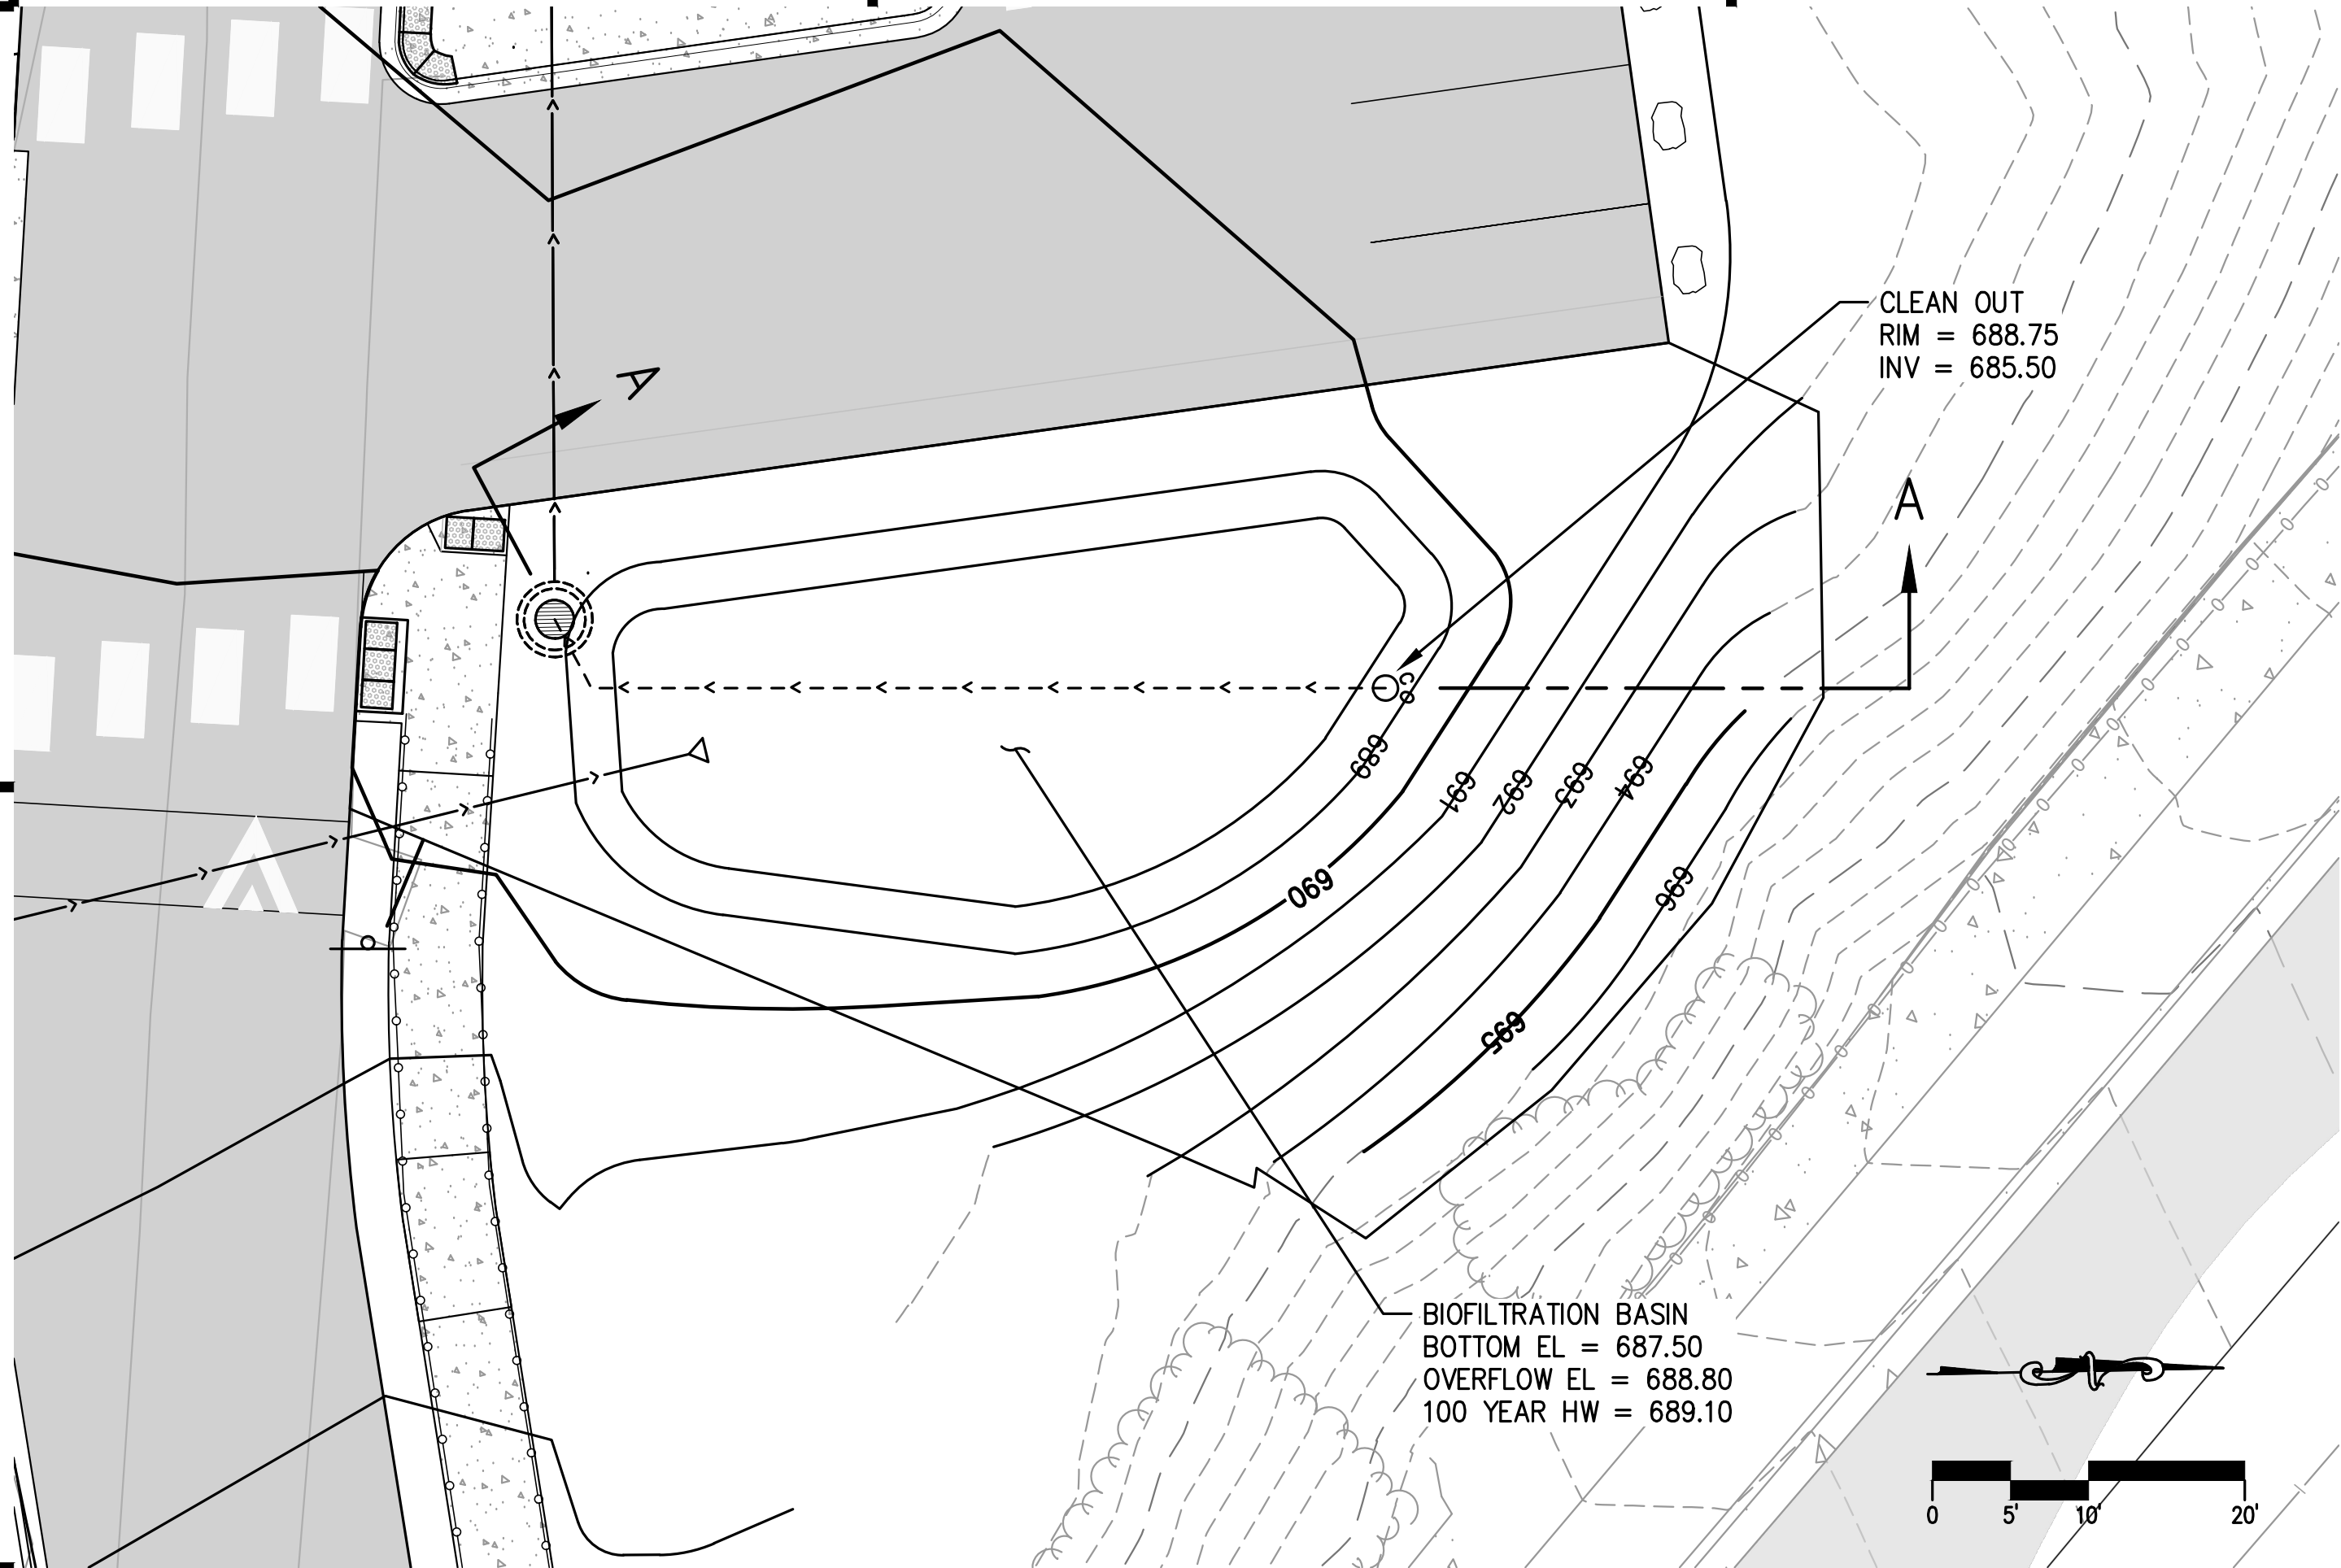 A
CLEAN OUT
RIM = 688.75
INV = 685.50
A
co
689
691
692
693
694
690
696
695
BIOFILTRATION BASIN
BOTTOM EL = 687.50
OVERFLOW EL = 688.80
100 YEAR HW = 689.10
0 5' 10' 20'